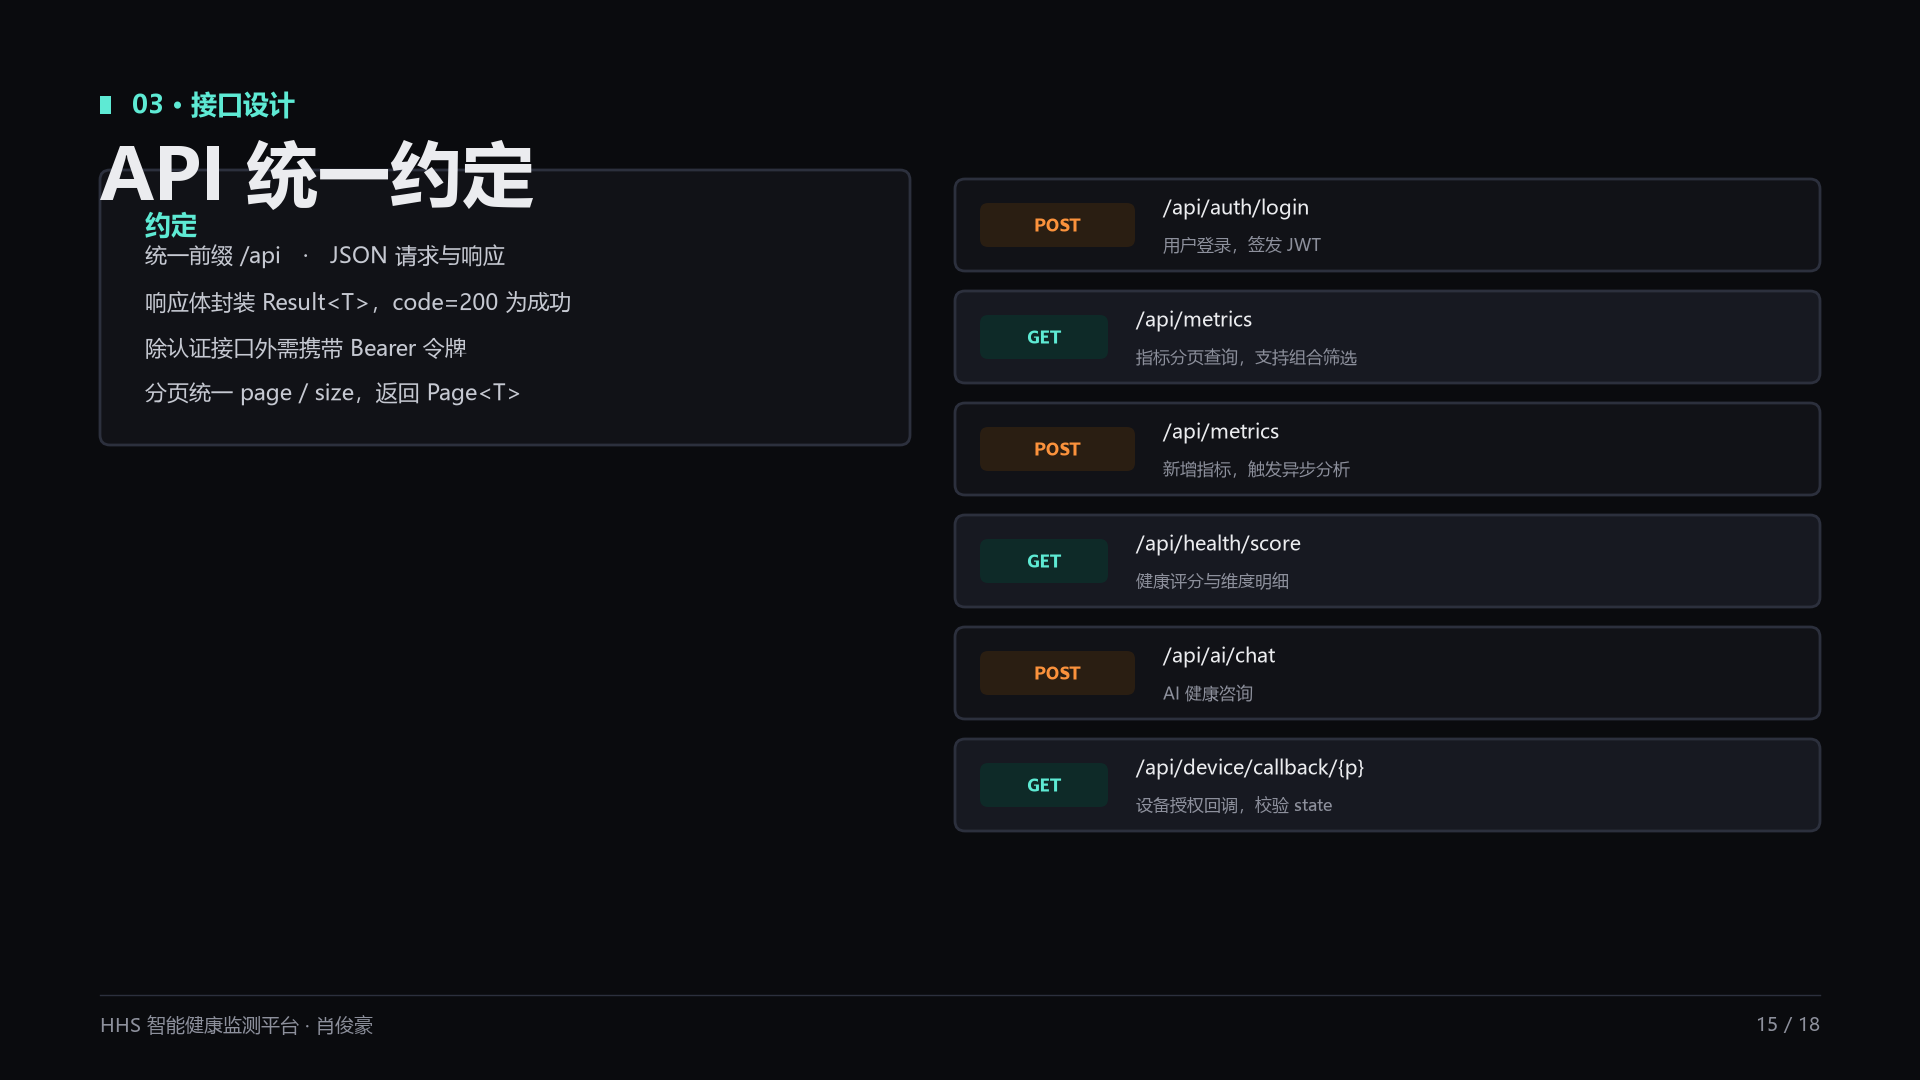 03 · 接口设计
API 统一约定
约定
统一前缀 /api · JSON 请求与响应
响应体封装 Result<T>，code=200 为成功
除认证接口外需携带 Bearer 令牌
分页统一 page / size，返回 Page<T>
POST
/api/auth/login
用户登录，签发 JWT
GET
/api/metrics
指标分页查询，支持组合筛选
POST
/api/metrics
新增指标，触发异步分析
GET
/api/health/score
健康评分与维度明细
POST
/api/ai/chat
AI 健康咨询
GET
/api/device/callback/{p}
设备授权回调，校验 state
HHS 智能健康监测平台 · 肖俊豪
15 / 18